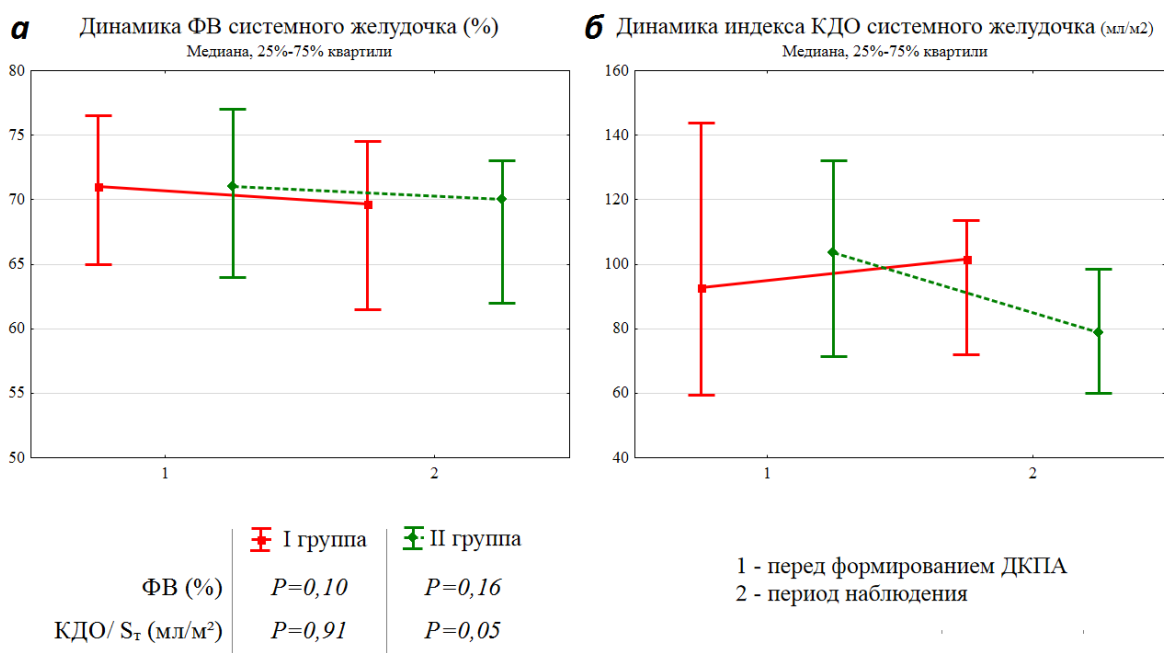 а Динамика ФВ системного желудочка (%)
Медиана, 25%-75% квартили
80
75
70
65
60
55
50
1 2
б Динамика индекса КДО системного желудочка (мл/м2)
Медиана, 25%-75% квартили
160
140
120
100
80
60
40
1 2
I группа II группа
ФВ (%) P=0,10 P=0,16
КДО/ Sт (мл/м²) P=0,91 P=0,05
1 - перед формированием ДКПА
2 - период наблюдения